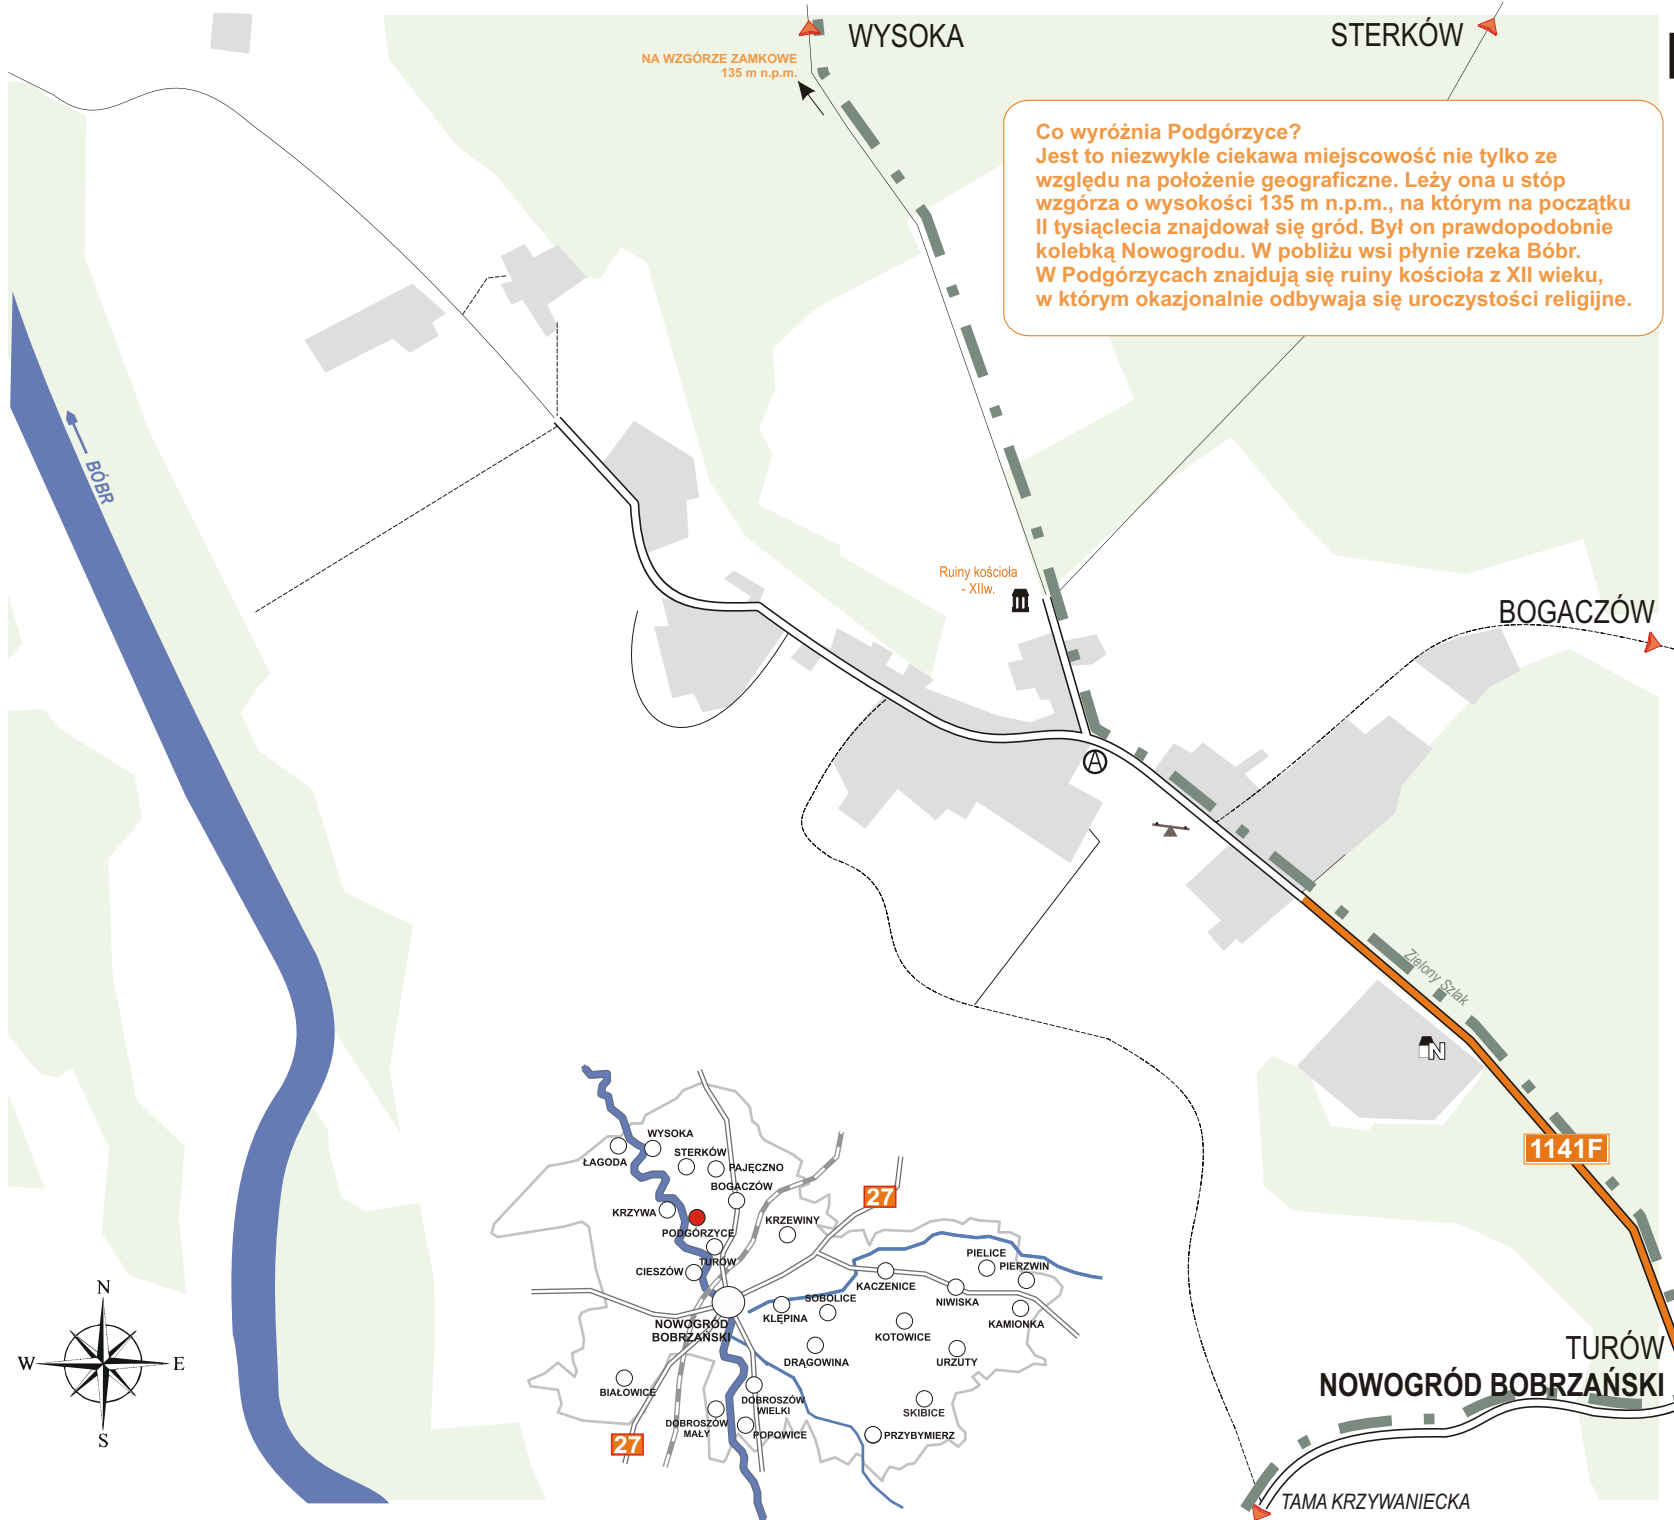 WYSOKA
STERKÓW
NA WZGÓRZE ZAMKOWE
135 m n.p.m.
Co wyróżnia Podgórzyce?
Jest to niezwykle ciekawa miejscowość nie tylko ze
względu na położenie geograficzne. Leży ona u stóp
wzgórza o wysokości 135 m n.p.m., na którym na początku
II tysiąclecia znajdował się gród. Był on prawdopodobnie
kolebką Nowogrodu. W pobliżu wsi płynie rzeka Bóbr.
W Podgórzycach znajdują się ruiny kościoła z XII wieku,
w którym okazjonalnie odbywaja się uroczystości religijne.
BÓBR
Ruiny kościoła
- XIIw.
BOGACZÓW
A
Zielony Szlak
N
1141F
WYSOKA
ŁAGODA
STERKÓW
PAJĘCZNO
BOGACZÓW
27
KRZYWA
PODGÓRZYCE
KRZEWINY
TURÓW
CIESZÓW
PIELICE
PIERZWIN
KACZENICE
NIWISKA
SOBOLICE
KLĘPINA
KAMIONKA
NOWOGRÓD
BOBRZAŃSKI
KOTOWICE
DRĄGOWINA
URZUTY
BIAŁOWICE
DOBROSZÓW
WIELKI
SKIBICE
DOBROSZÓW
MAŁY
POPOWICE
PRZYBYMIERZ
27
N
W
E
S
TURÓW
NOWOGRÓD BOBRZAŃSKI
TAMA KRZYWANIECKA